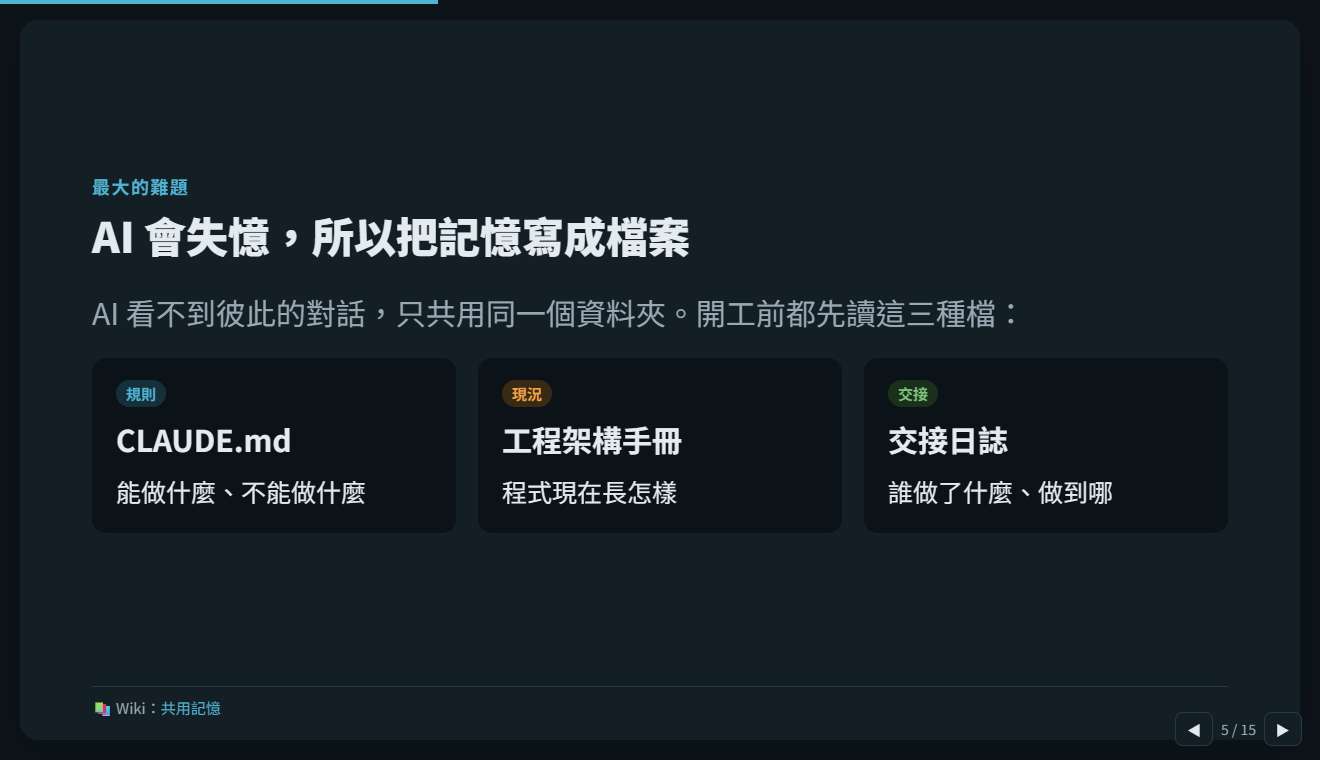 最大的難題
AI 會失憶，所以把記憶寫成檔案
AI 看不到彼此的對話，只共用同一個資料夾。開工前都先讀這三種檔：
規則
CLAUDE.md
能做什麼、不能做什麼
現況
工程架構手冊
程式現在長怎樣
交接
交接日誌
誰做了什麼、做到哪
Wiki：共用記憶
5 / 15